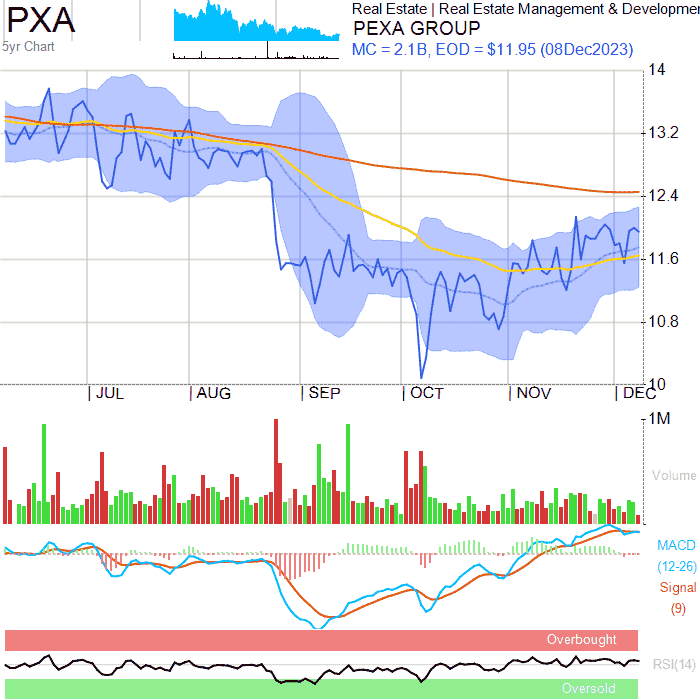 PXA
5yr Chart
Real Estate | Real Estate Management & Developmen
PEXA GROUP
MC = 2.1B, EOD = $11.95 (08Dec2023)
14
13.2
12.4
11.6
10.8
10
JUL AUG SEP OCT NOV DEC
1M
Volume
MACD
(12-26)
Signal
(9)
Overbought
RSI(14)
Oversold